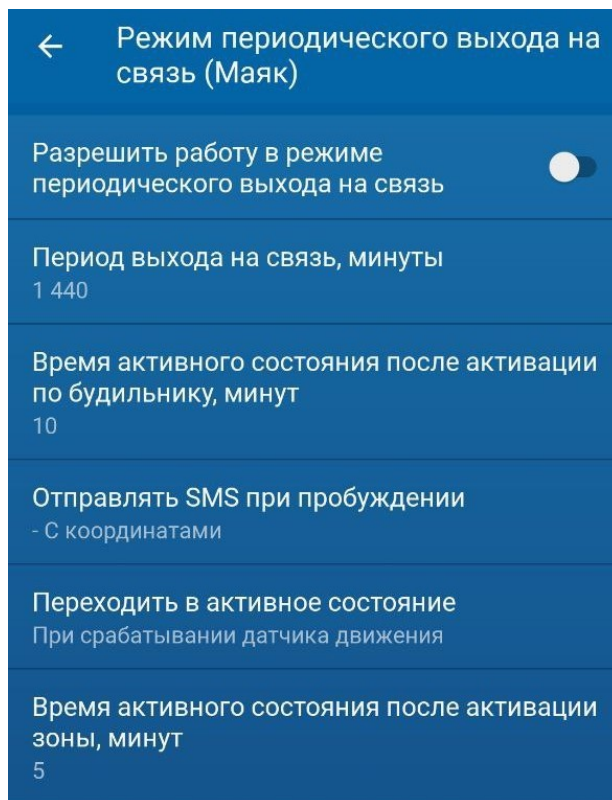 Режим периодического выхода на
связь (Маяк)
Разрешить работу в режиме
периодического выхода на связь
Период выхода на связь, минуты
1 440
Время активного состояния после активации
по будильнику, минут
10
Отправлять SMS при пробуждении
- С координатами
Переходить в активное состояние
При срабатывании датчика движения
Время активного состояния после активации
зоны, минут
5